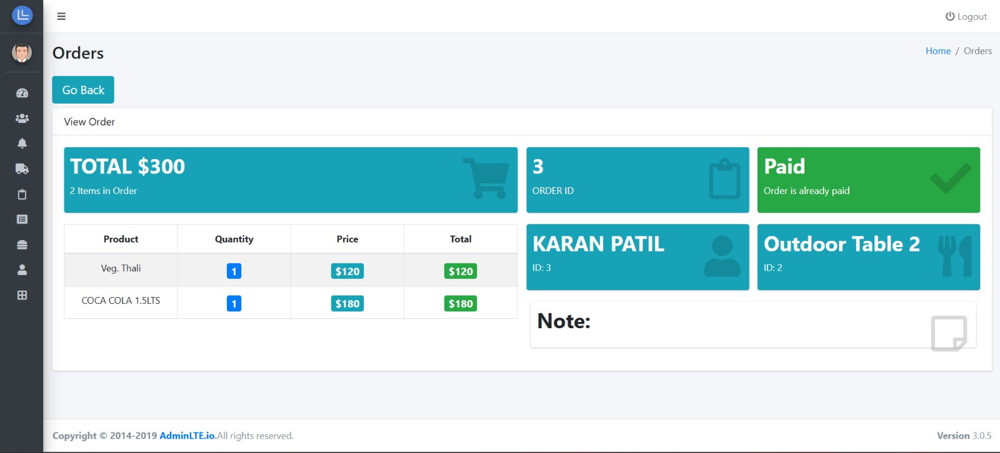 Logout
Orders
Home / Orders
Go Back
View Order
TOTAL $300
2 Items in Order
3
ORDER ID
Paid
Order is already paid
Product Quantity Price Total
Veg. Thali 1 $120 $120
COCA COLA 1.5LTS 1 $180 $180
KARAN PATIL
ID: 3
Outdoor Table 2
ID: 2
Note:
Copyright © 2014-2019 AdminLTE.io.All rights reserved.
Version 3.0.5